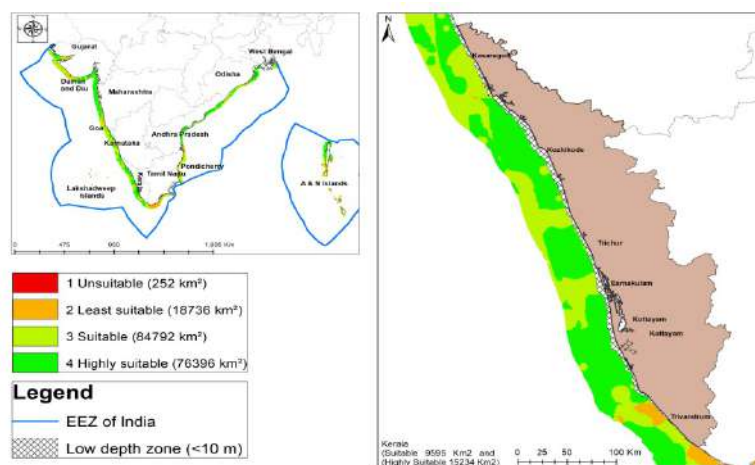 Gujarat
West Bengal
Daman
and Diu
Odisha
Maharashtra
Goa
Andhra Pradesh
Karnataka
Pondicherry
Tamil Nadu
Kerala
Lakshadweep
Islands
A & N Islands
0 475 950 1,900 Km
1 Unsuitable (252 km²)
2 Least suitable (18736 km²)
3 Suitable (84792 km²)
4 Highly suitable (76396 km²)
Legend
EEZ of India
Low depth zone (<10 m)
N
Kasaragod
Kozhikode
Trichur
Ernakulam
Kottayam
Kottayam
Trivandrum
Kerala
(Suitable 9595 Km2 and
(Highly Suitable 15234 Km2)
0 25 50 100 Km